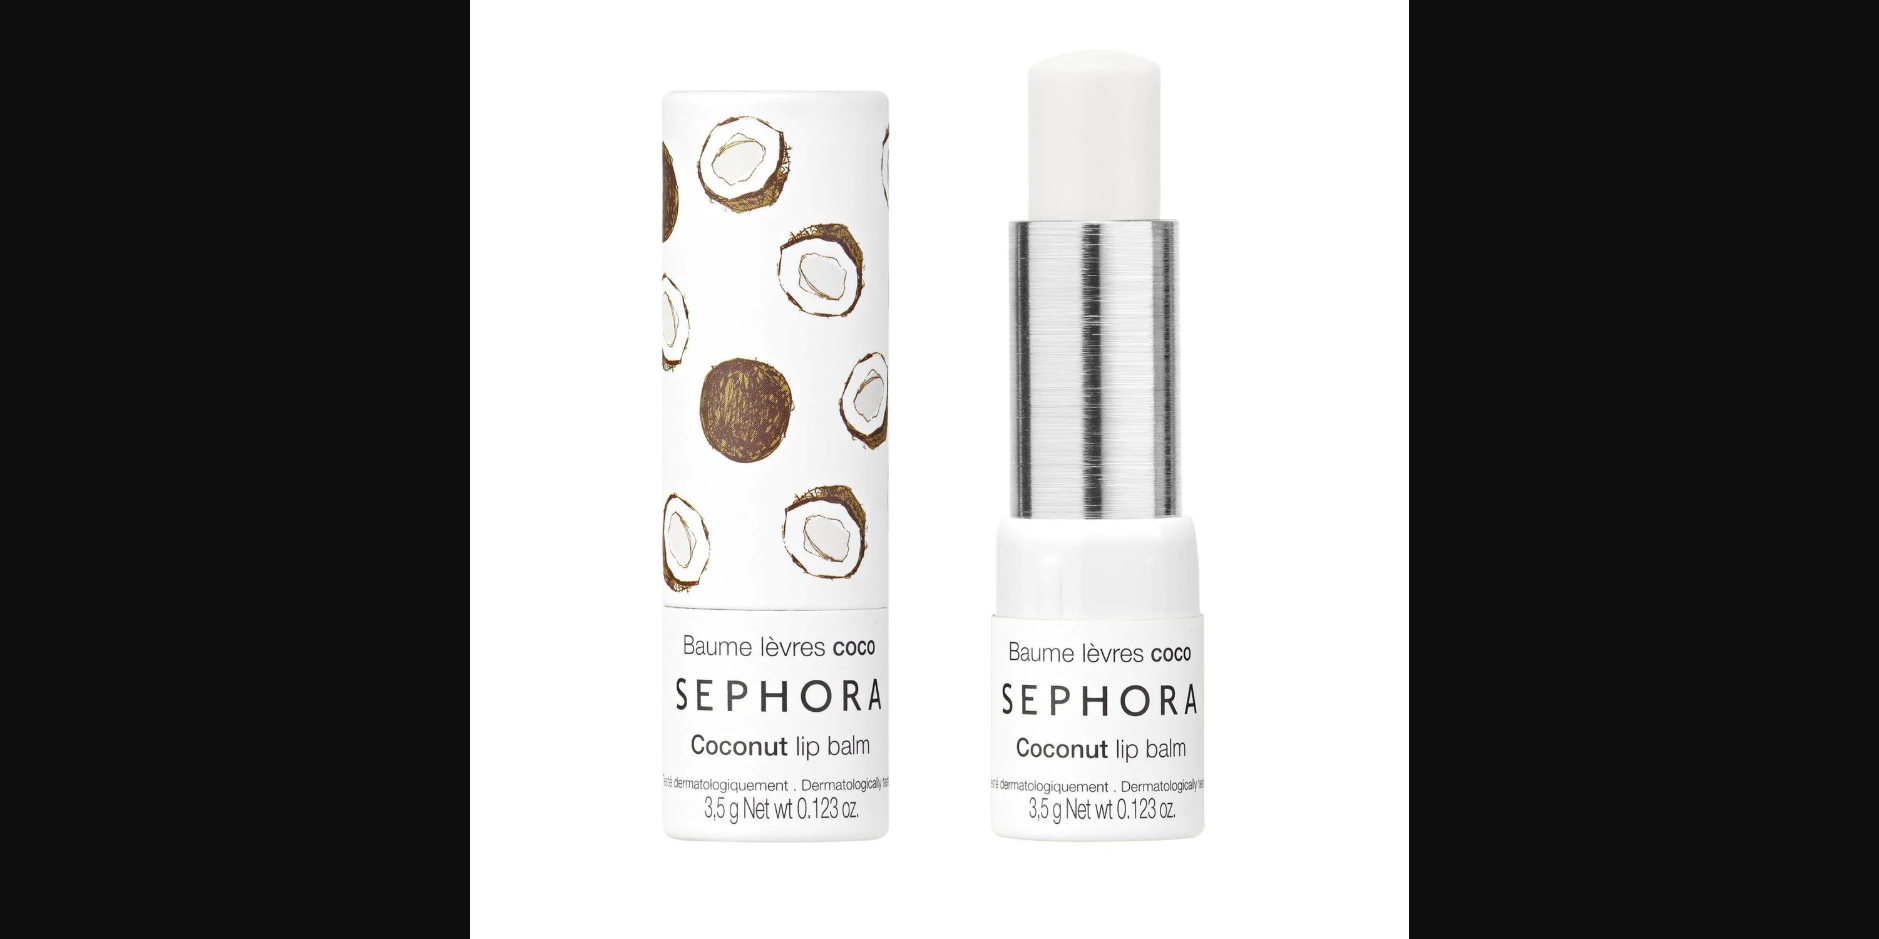 Baume lèvres coco
SEPHORA
Coconut lip balm
dermatologiquement . Dermatologically
3,5 g Net wt 0.123 oz.
Baume lèvres coco
SEPHORA
Coconut lip balm
dermatologiquement . Dermatologically
3,5 g Net wt 0.123 oz.